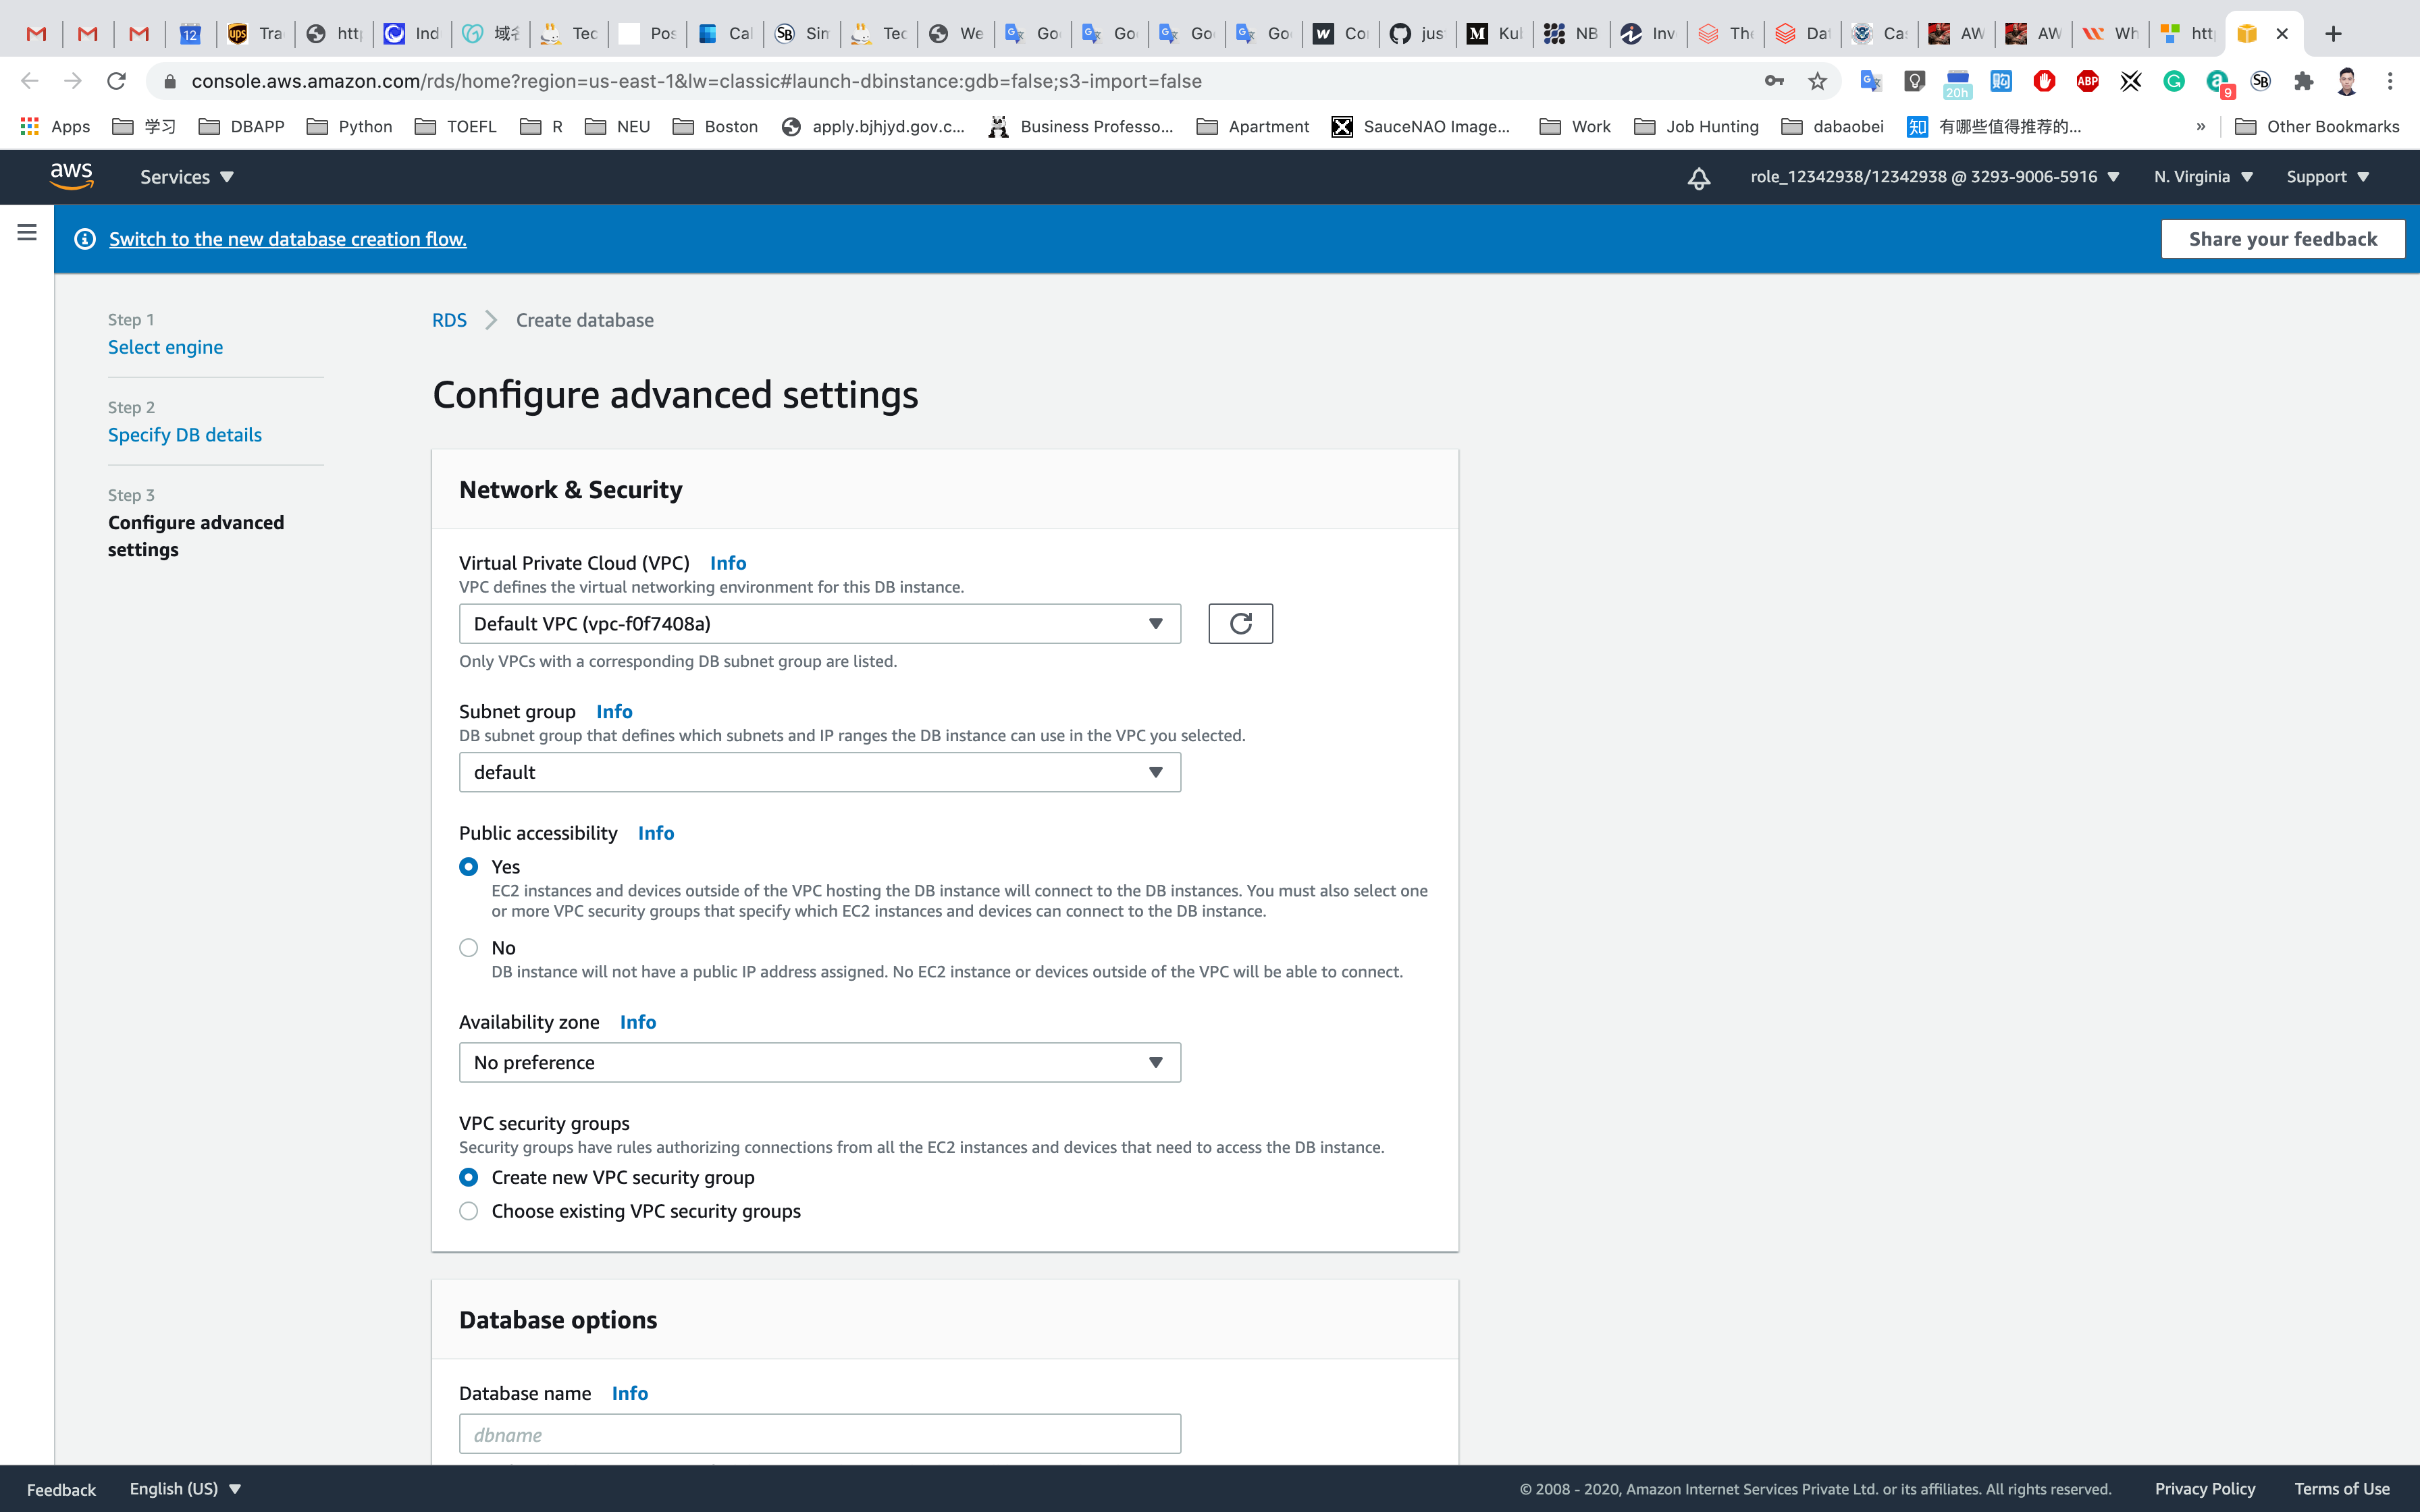 12
Tra
htt
Ind
域名
Tec
Pos
Cal
Sim
Tec
We
Goo
Goo
Goo
Goo
Con
just
Kub
NB
Inv
The
Dat
Cas
AW
AW
Wh
http
console.aws.amazon.com/rds/home?region=us-east-1&lw=classic#launch-dbinstance:gdb=false;s3-import=false
20h
ABP
9
SB
Apps
学习
DBAPP
Python
TOEFL
R
NEU
Boston
apply.bjhjyd.gov.c...
Business Professo...
Apartment
SauceNAO Image...
Work
Job Hunting
dabaobei
知 有哪些值得推荐的...
»
Other Bookmarks
aws
Services
role_12342938/12342938 @ 3293-9006-5916
N. Virginia
Support
Switch to the new database creation flow.
Share your feedback
Step 1
Select engine
Step 2
Specify DB details
Step 3
Configure advanced
settings
RDS > Create database
Configure advanced settings
Network & Security
Virtual Private Cloud (VPC) Info
VPC defines the virtual networking environment for this DB instance.
Default VPC (vpc-f0f7408a)
Only VPCs with a corresponding DB subnet group are listed.
Subnet group Info
DB subnet group that defines which subnets and IP ranges the DB instance can use in the VPC you selected.
default
Public accessibility Info
Yes
EC2 instances and devices outside of the VPC hosting the DB instance will connect to the DB instances. You must also select one
or more VPC security groups that specify which EC2 instances and devices can connect to the DB instance.
No
DB instance will not have a public IP address assigned. No EC2 instance or devices outside of the VPC will be able to connect.
Availability zone Info
No preference
VPC security groups
Security groups have rules authorizing connections from all the EC2 instances and devices that need to access the DB instance.
Create new VPC security group
Choose existing VPC security groups
Database options
Database name Info
dbname
Feedback
English (US)
© 2008 - 2020, Amazon Internet Services Private Ltd. or its affiliates. All rights reserved.
Privacy Policy
Terms of Use